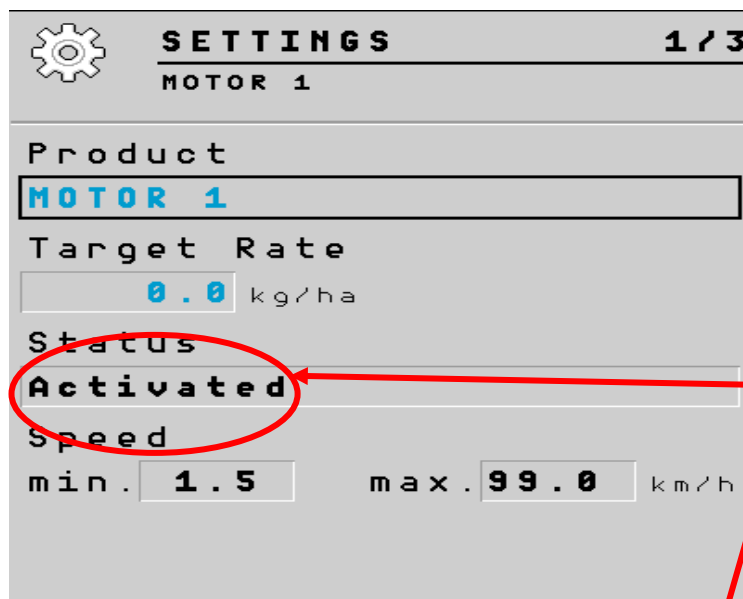 SETTINGS 1/3
MOTOR 1
Product
MOTOR 1
Target Rate
0.0 kg/ha
Status
Activated
Speed
min. 1.5 max. 99.0 km/h